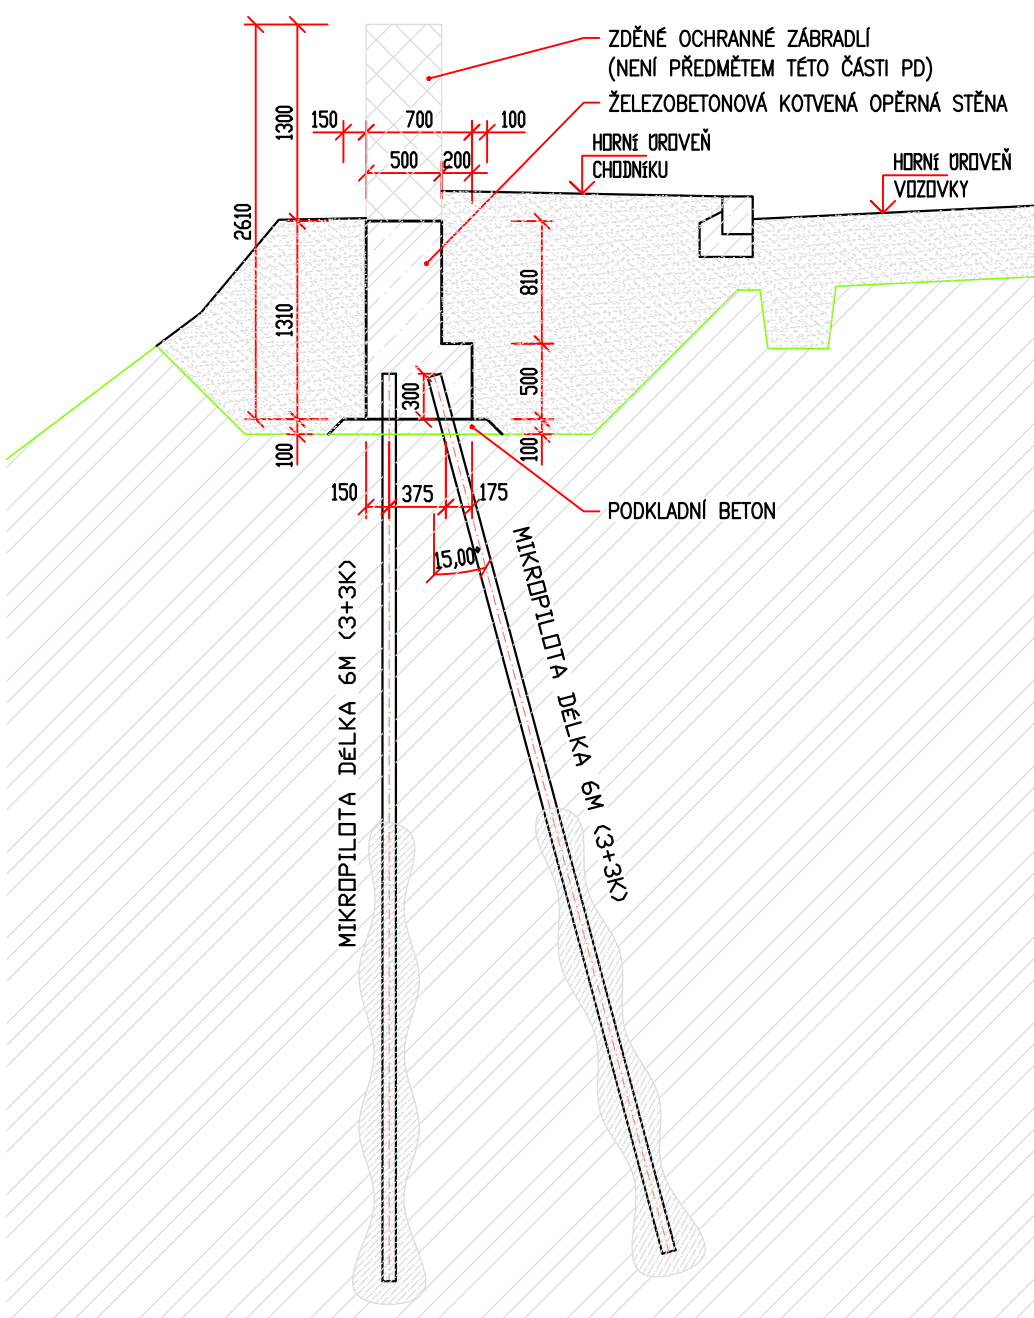 ZDĚNÉ OCHRANNÉ ZÁBRADLÍ
(NENÍ PŘEDMĚTEM TÉTO ČÁSTI PD)
ŽELEZOBETONOVÁ KOTVENÁ OPĚRNÁ STĚNA
150
700
100
1300
HORNÍ ÚROVEŇ
CHODNÍKU
HORNÍ ÚROVEŇ
VOZOVKY
500
200
2610
810
1310
500
300
100
100
150
375
175
PODKLADNÍ BETON
15,00°
MIKROPILOTA DÉLKA 6M (3+3K)
MIKROPILOTA DÉLKA 6M (3+3K)